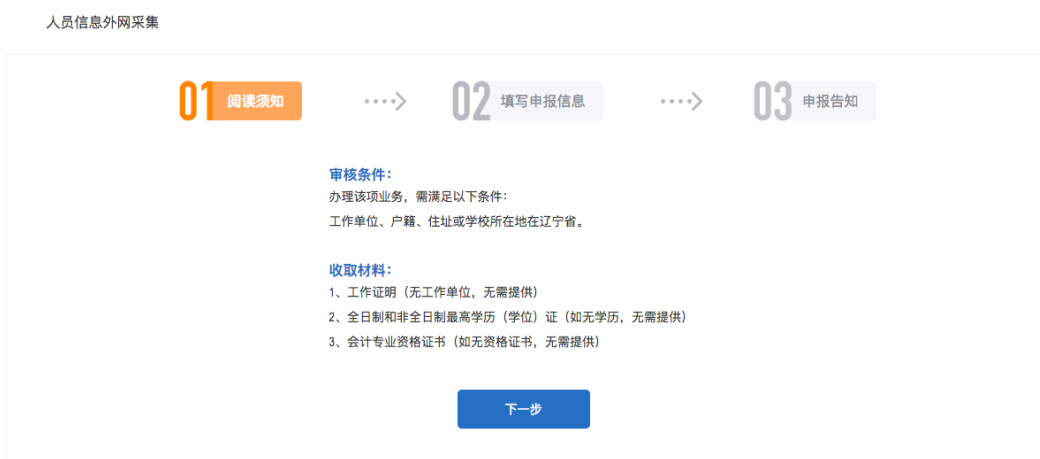 人员信息外网采集
01 阅读须知 ····> 02 填写申报信息 ····> 03 申报告知
审核条件：
办理该项业务，需满足以下条件：
工作单位、户籍、住址或学校所在地在辽宁省。
收取材料：
1、工作证明（无工作单位，无需提供）
2、全日制和非全日制最高学历（学位）证（如无学历，无需提供）
3、会计专业资格证书（如无资格证书，无需提供）
下一步